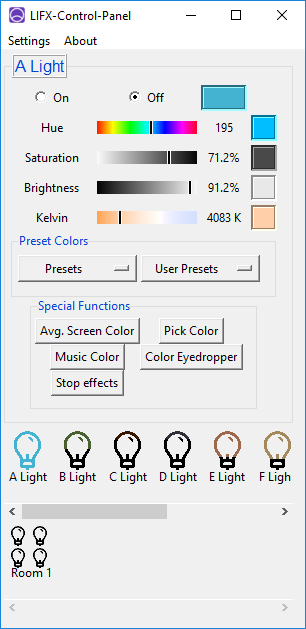 LIFX-Control-Panel
Settings About
A Light
On Off
Hue 195
Saturation 71.2%
Brightness 91.2%
Kelvin 4083 K
Preset Colors
Presets User Presets
Special Functions
Avg. Screen Color Pick Color
Music Color Color Eyedropper
Stop effects
A Light B Light C Light D Light E Light F Ligh
Room 1